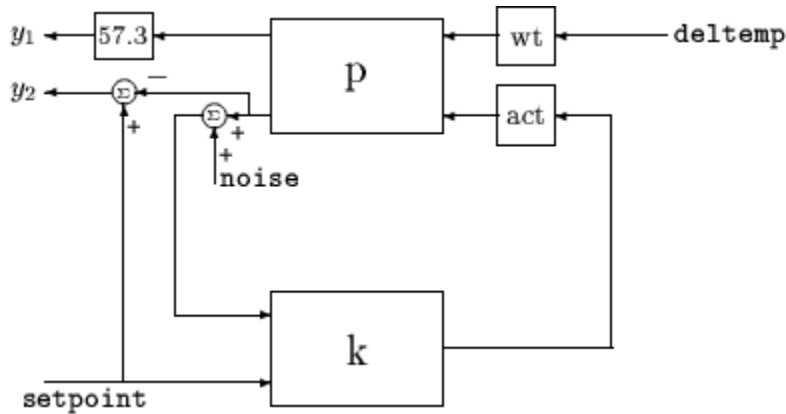 y1 57.3 p wt deltemp
y2 Σ −
Σ + act
+ +
noise
k
setpoint